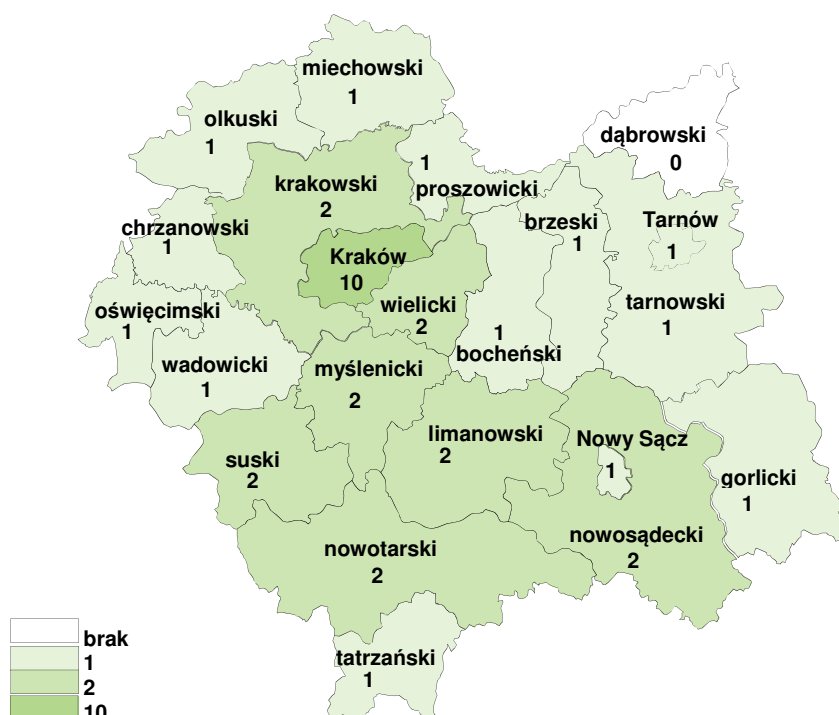 miechowski
1
olkuski
1
dąbrowski
0
krakowski
2
1
proszowicki
chrzanowski
1
brzeski
1
Tarnów
1
Kraków
10
oświęcimski
1
wielicki
2
tarnowski
1
1
bocheński
wadowicki
1
myślenicki
2
limanowski
2
Nowy Sącz
1
suski
2
gorlicki
1
nowotarski
2
nowosądecki
2
tatrzański
1
brak
1
2
10